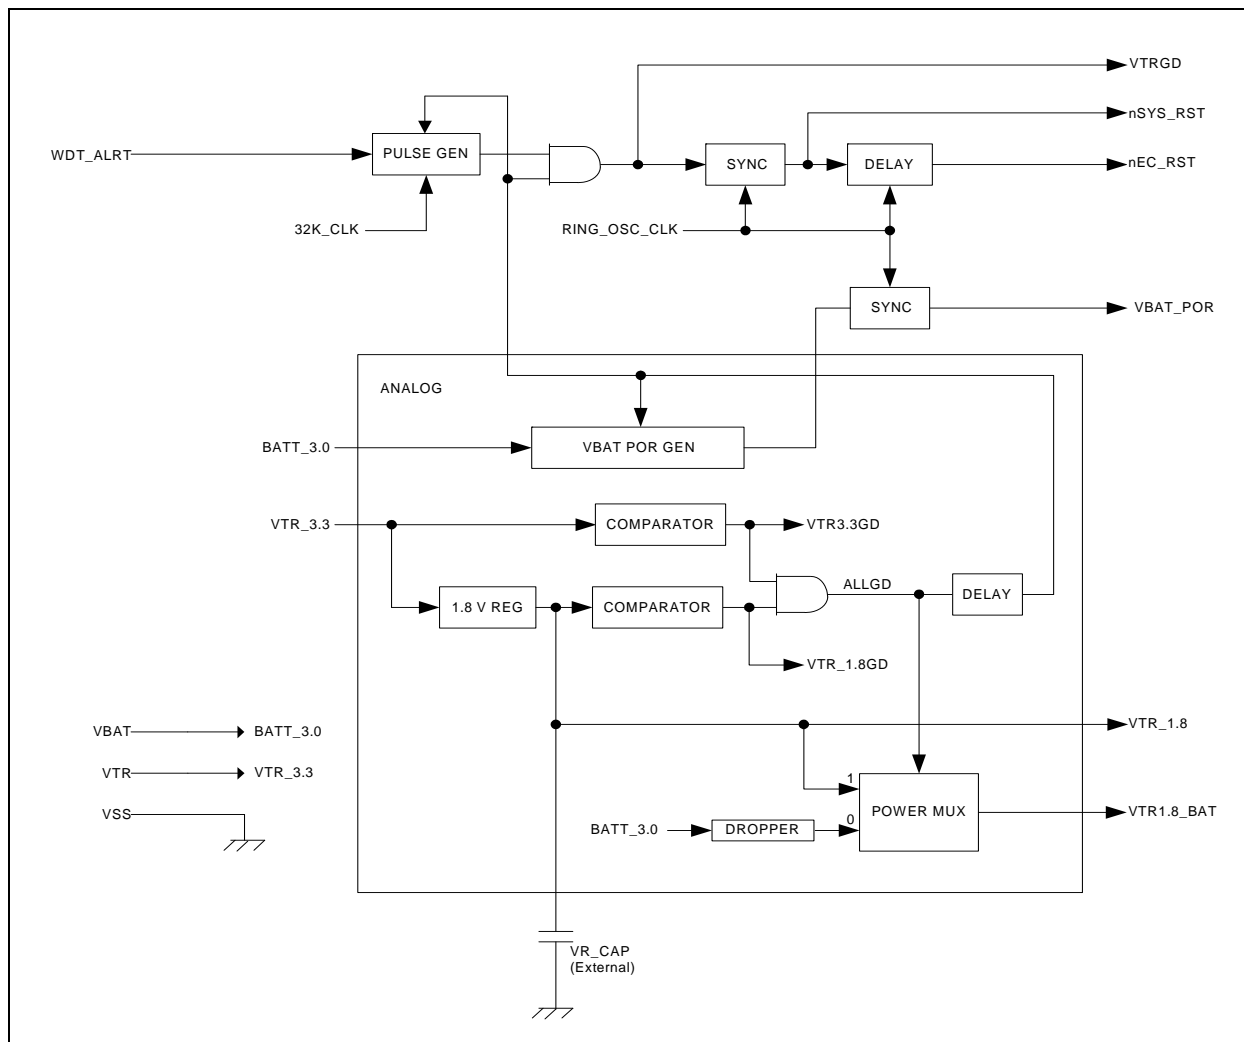 VTRGD
nSYS_RST
WDT_ALRT
PULSE GEN
SYNC
DELAY
nEC_RST
32K_CLK
RING_OSC_CLK
SYNC
VBAT_POR
ANALOG
BATT_3.0
VBAT POR GEN
VTR_3.3
COMPARATOR
VTR3.3GD
ALLGD
DELAY
1.8 V REG
COMPARATOR
VTR_1.8GD
VBAT
BATT_3.0
VTR_1.8
VTR
VTR_3.3
1
POWER MUX
VTR1.8_BAT
VSS
0
BATT_3.0
DROPPER
VR_CAP
(External)